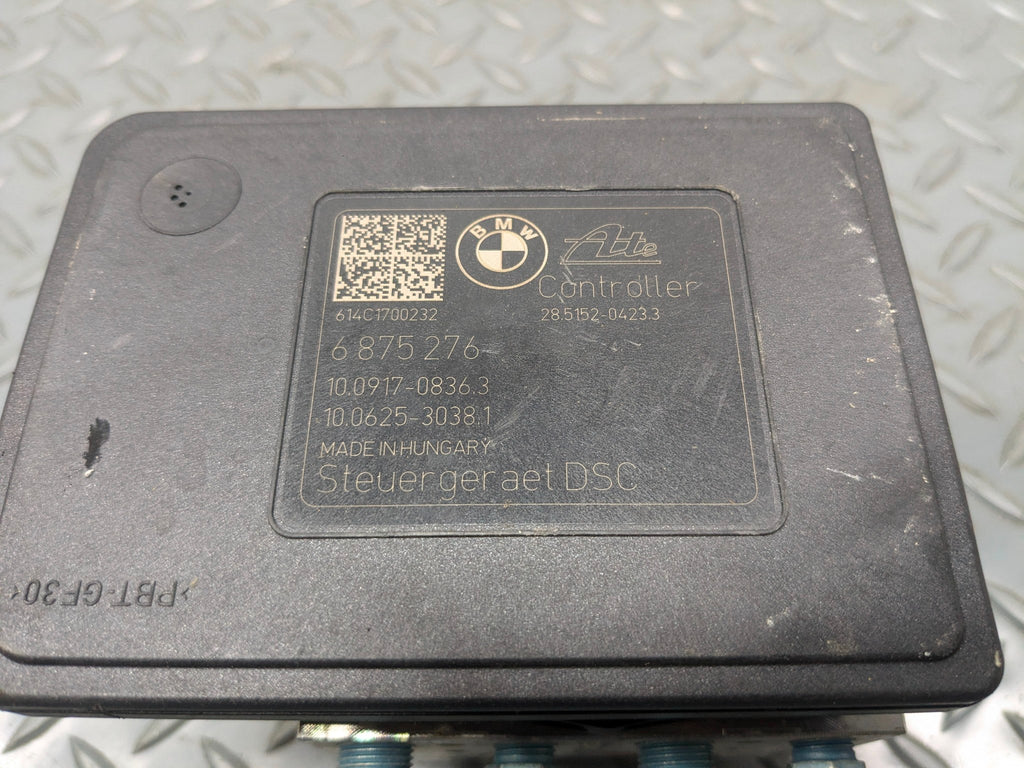 BMW
Ate
Controller
614C1700232
28.5152-0423.3
6 875 276
10.0917-0836.3
10.0625-3038.1
MADE IN HUNGARY
Steuergeraet DSC
>PBT-GF30<